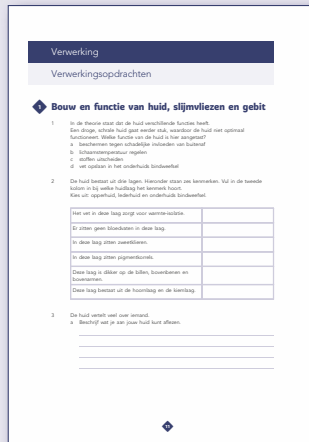 Verwerking
Verwerkingsopdrachten
1 Bouw en functie van huid, slijmvliezen en gebit
1 In de theorie staat dat de huid verschillende functies heeft.
Een droge, schrale huid gaat eerder stuk, waardoor de huid niet optimaal
functioneert. Welke functie van de huid is hier aangetast?
a beschermen tegen schadelijke invloeden van buitenaf
b lichaamstemperatuur regelen
c stoffen uitscheiden
d vet opslaan in het onderhuids bindweefsel
2 De huid bestaat uit drie lagen. Hieronder staan zes kenmerken. Vul in de tweede
kolom in bij welke huidlaag het kenmerk hoort.
Kies uit: opperhuid, lederhuid en onderhuids bindweefsel.
Het vet in deze laag zorgt voor warmte-isolatie.
Er zitten geen bloedvaten in deze laag.
In deze laag zitten zweetklieren.
In deze laag zitten pigmentkorrels.
Deze laag is dikker op de billen, bovenbenen en
bovenarmen.
Deze laag bestaat uit de hoornlaag en de kiemlaag.
3 De huid vertelt veel over iemand.
a Beschrijf wat je aan jouw huid kunt aflezen.